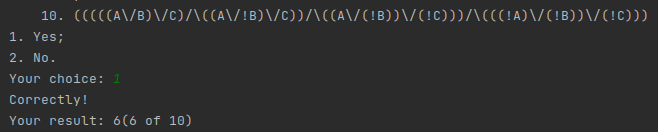 10. (((((A\/B)\/C)/\((A\/!B)\/C))/\((A\/(!B))\/(!C)))/\(((!A)\/(!B))\/(!C)))
1. Yes;
2. No.
Your choice: 1
Correctly!
Your result: 6(6 of 10)